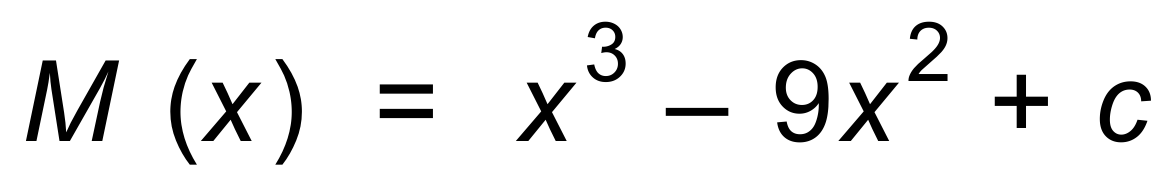 M (x) = x³ − 9x² + c